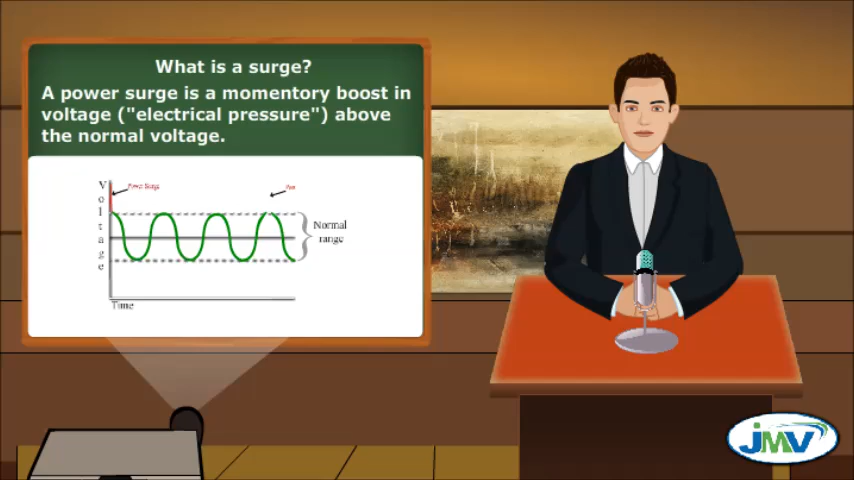 What is a surge?
A power surge is a momentory boost in
voltage ("electrical pressure") above
the normal voltage.
Voltage
Normal
range
Time
JMV